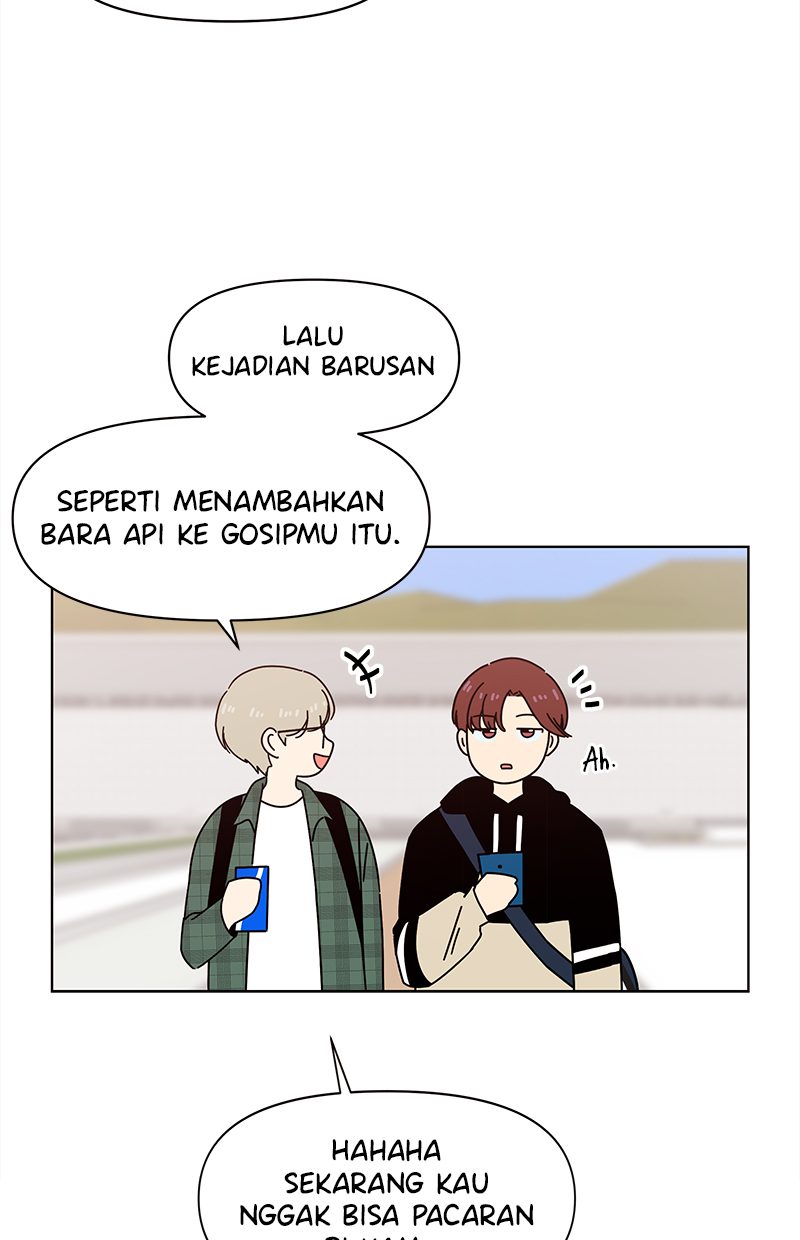 LALU
KEJADIAN BARUSAN
SEPERTI MENAMBAHKAN
BARA API KE GOSIPMU ITU.
Ah.
HAHAHA
SEKARANG KAU
NGGAK BISA PACARAN